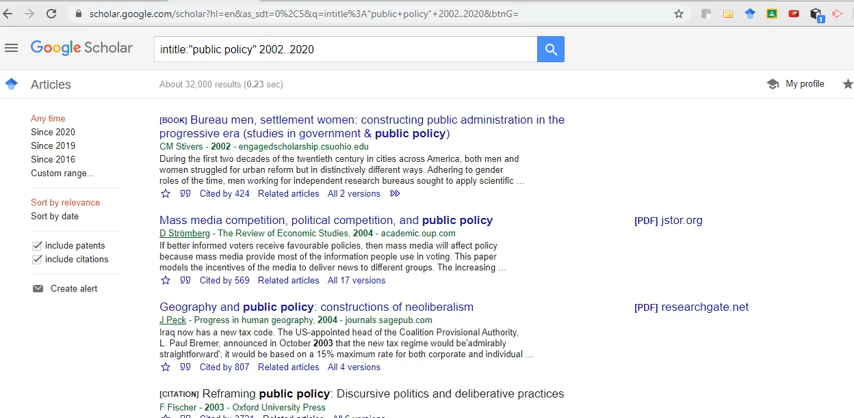 scholar.google.com/scholar?hl=en&as_sdt=0%2C5&q=intitle%3A"public+policy"+2002..2020&btnG=
Google Scholar
intitle:"public policy" 2002..2020
Articles
About 32,000 results (0.23 sec)
My profile
Any time
Since 2020
Since 2019
Since 2016
Custom range...
Sort by relevance
Sort by date
include patents
include citations
Create alert
[BOOK] Bureau men, settlement women: constructing public administration in the
progressive era (studies in government & public policy)
CM Stivers - 2002 - engagedscholarship.csuohio.edu
During the first two decades of the twentieth century in cities across America, both men and
women struggled for urban reform but in distinctively different ways. Adhering to gender
roles of the time, men working for independent research bureaus sought to apply scientific ...
Cited by 424 Related articles All 2 versions
Mass media competition, political competition, and public policy
[PDF] jstor.org
D Strömberg - The Review of Economic Studies, 2004 - academic.oup.com
If better informed voters receive favourable policies, then mass media will affect policy
because mass media provide most of the information people use in voting. This paper
models the incentives of the media to deliver news to different groups. The increasing ...
Cited by 569 Related articles All 17 versions
Geography and public policy: constructions of neoliberalism
[PDF] researchgate.net
J Peck - Progress in human geography, 2004 - journals.sagepub.com
Iraq now has a new tax code. The US-appointed head of the Coalition Provisional Authority,
L. Paul Bremer, announced in October 2003 that the new tax regime would be'admirably
straightforward'; it would be based on a 15% maximum rate for both corporate and individual ...
Cited by 807 Related articles All 4 versions
[CITATION] Reframing public policy: Discursive politics and deliberative practices
F Fischer - 2003 - Oxford University Press
Cited by 3721 Related articles All 6 versions